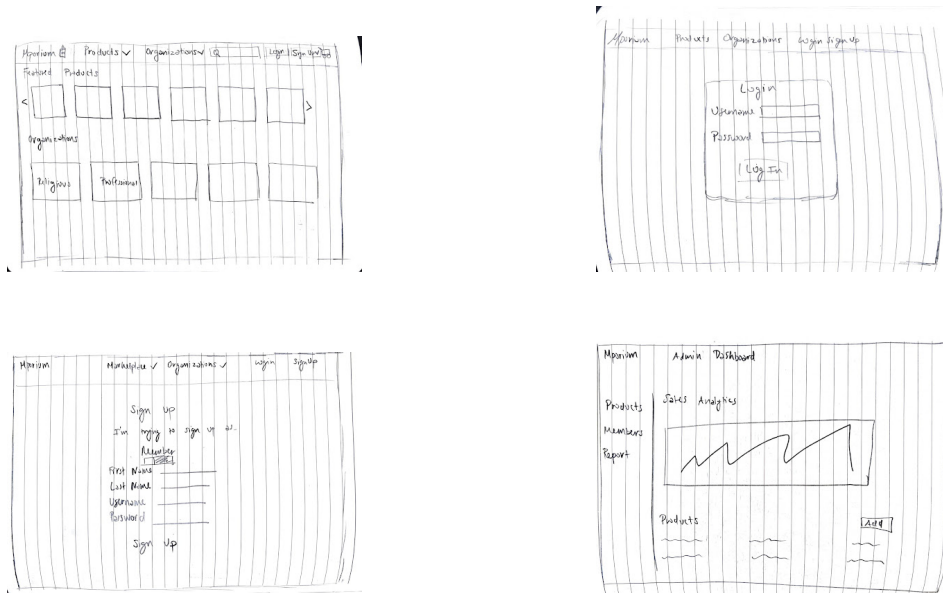 Mporium Products Organizations Login Sign Up
Featured Products
Organizations
Religious Professional
Mporium Products Organizations Login Sign Up
Login
Username
Password
Log In
Mporium Marketplace Organizations Login Sign Up
Sign Up
I'm trying to sign up as..
Member
First Name
Last Name
Username
Password
Sign Up
Mporium Admin Dashboard
Products
Members
Report
Sales Analytics
Products Add